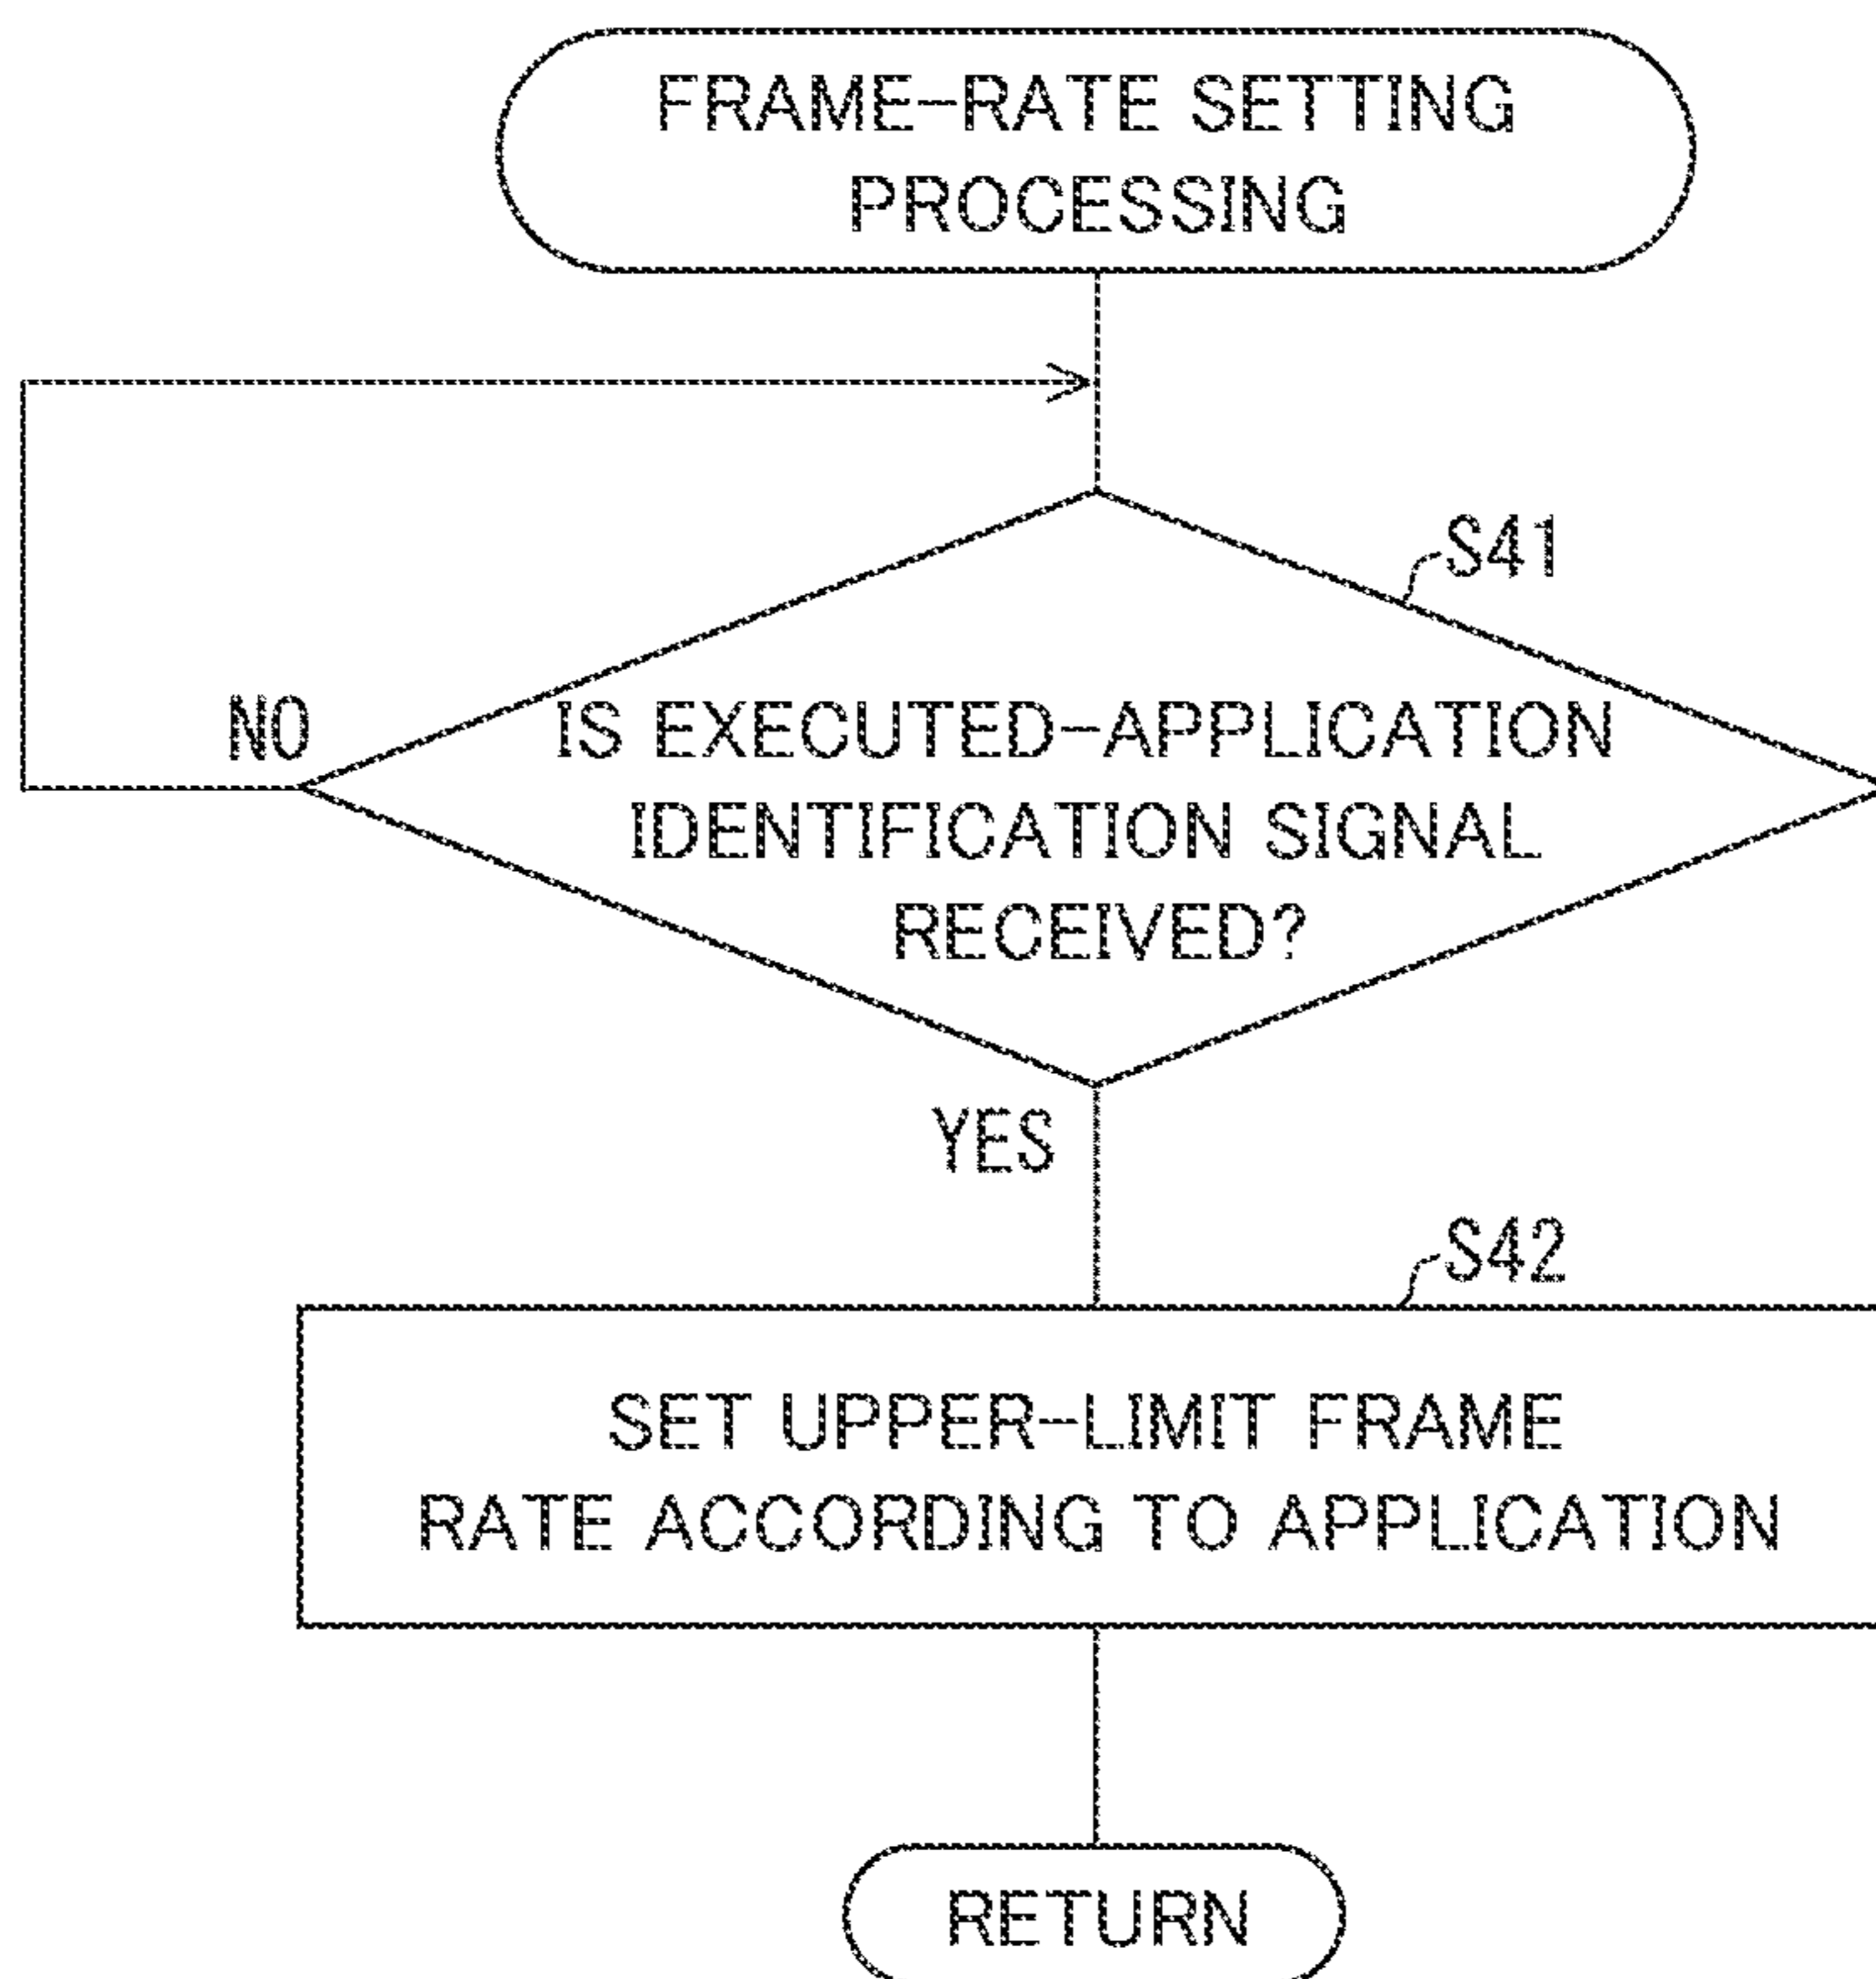 FRAME-RATE SETTING
PROCESSING
S41
NO
IS EXECUTED-APPLICATION
IDENTIFICATION SIGNAL
RECEIVED?
YES
S42
SET UPPER-LIMIT FRAME
RATE ACCORDING TO APPLICATION
RETURN